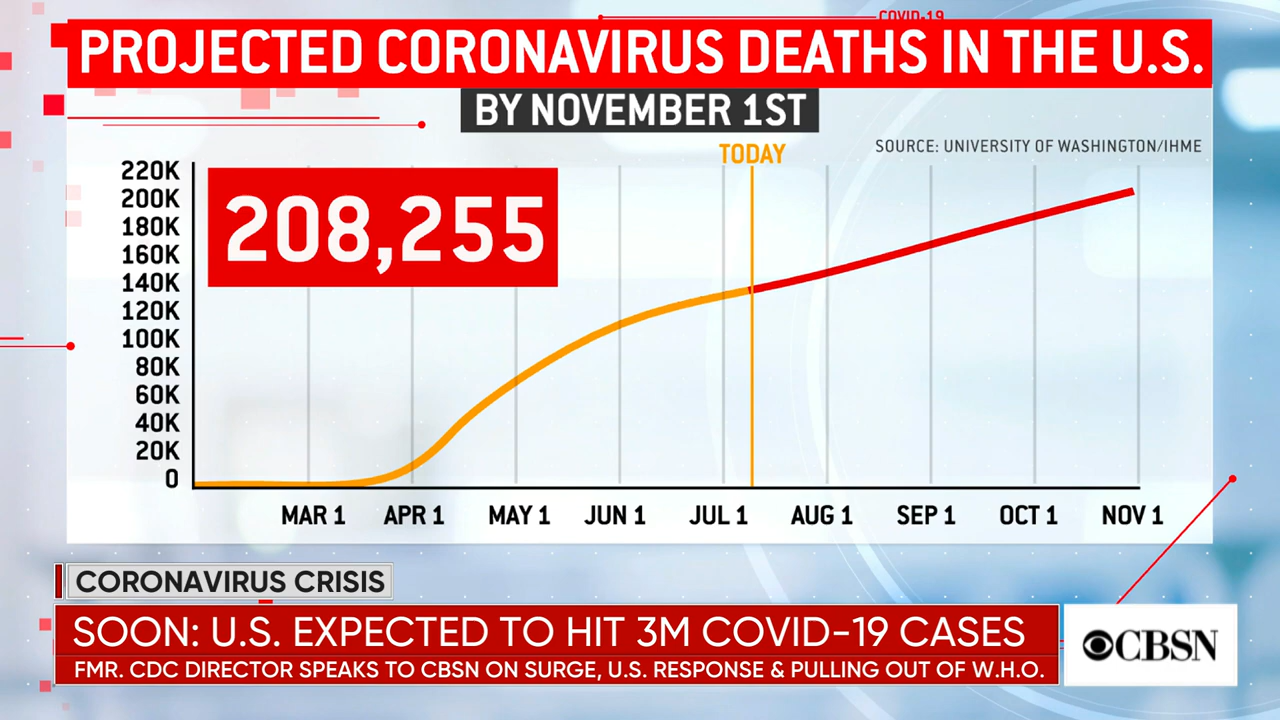 COVID-19
PROJECTED CORONAVIRUS DEATHS IN THE U.S.
BY NOVEMBER 1ST
TODAY
SOURCE: UNIVERSITY OF WASHINGTON/IHME
208,255
220K
200K
180K
160K
140K
120K
100K
80K
60K
40K
20K
0
MAR 1 APR 1 MAY 1 JUN 1 JUL 1 AUG 1 SEP 1 OCT 1 NOV 1
CORONAVIRUS CRISIS
SOON: U.S. EXPECTED TO HIT 3M COVID-19 CASES
FMR. CDC DIRECTOR SPEAKS TO CBSN ON SURGE, U.S. RESPONSE & PULLING OUT OF W.H.O.
CBSN